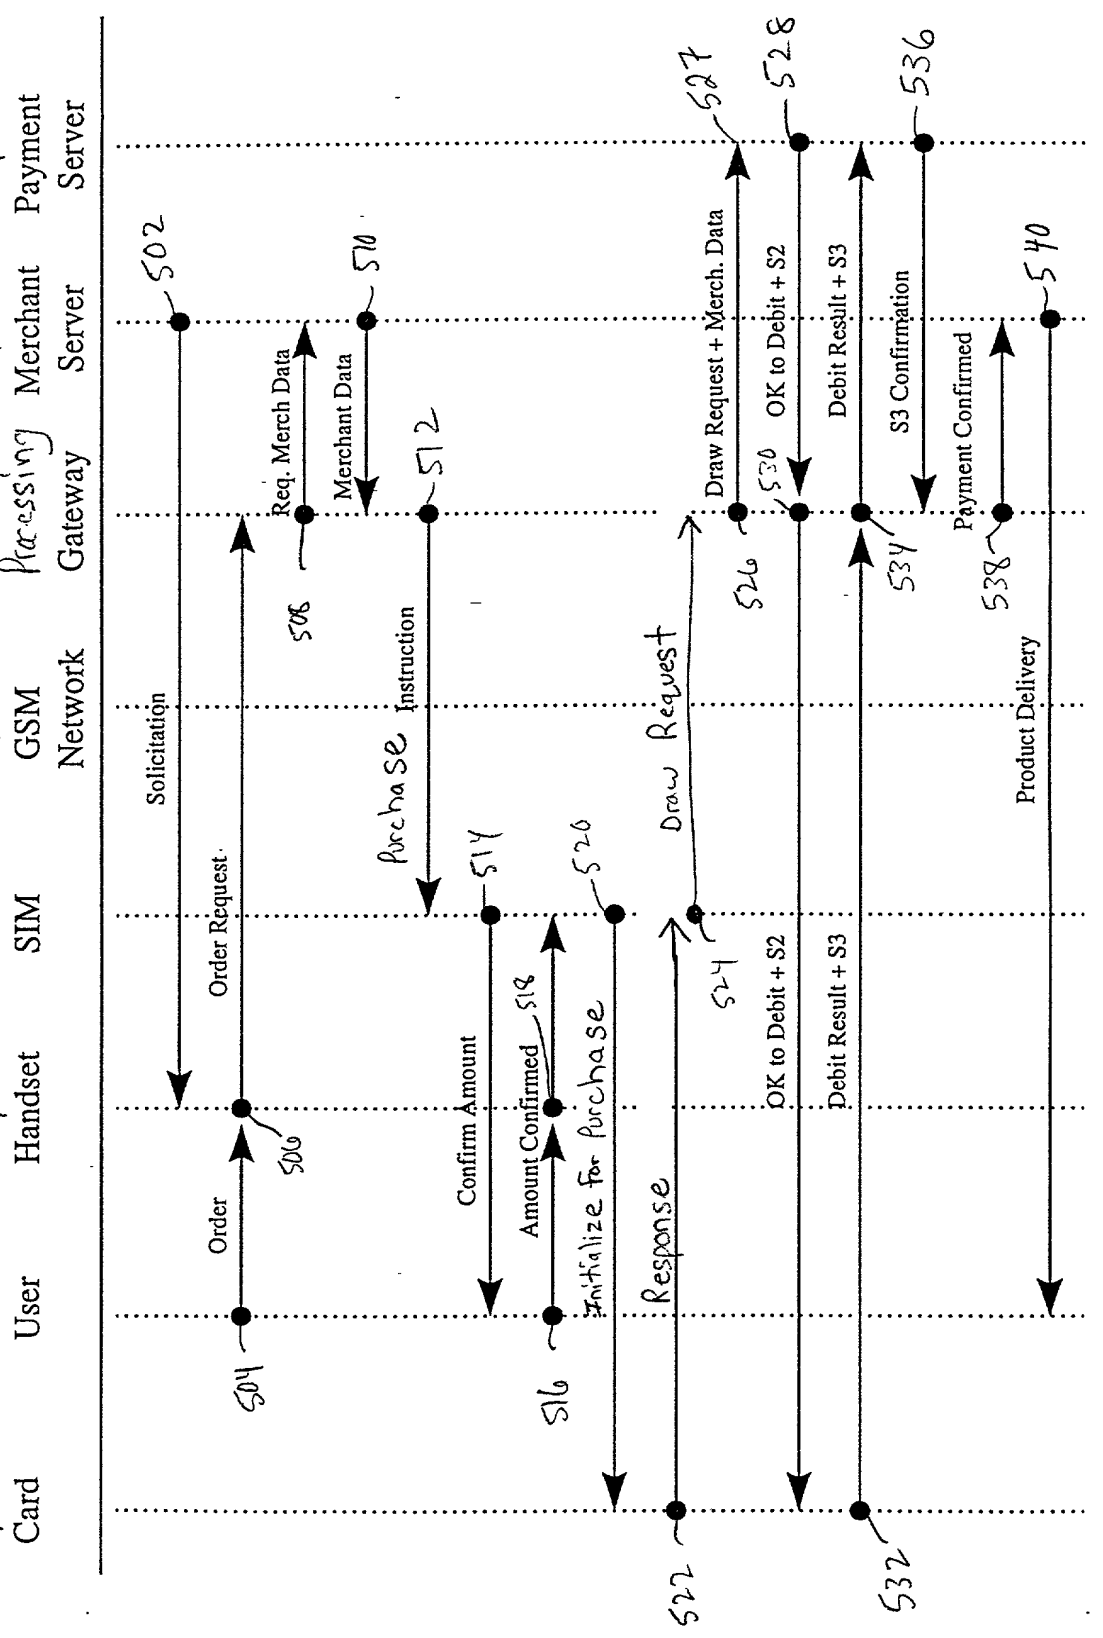 Card
User
Handset
SIM
GSM
Network
Processing
Gateway
Merchant
Server
Payment
Server
Solicitation
502
504
Order
506
Order Request
508
Req. Merch Data
Merchant Data
510
Purchase Instruction
512
Confirm Amount
514
516
Amount Confirmed
518
Initialize for Purchase
520
522
Response
524
Draw Request
526
Draw Request + Merch. Data
527
OK to Debit + S2
530
OK to Debit + S2
528
532
Debit Result + S3
534
Debit Result + S3
S3 Confirmation
536
538
Payment Confirmed
Product Delivery
540